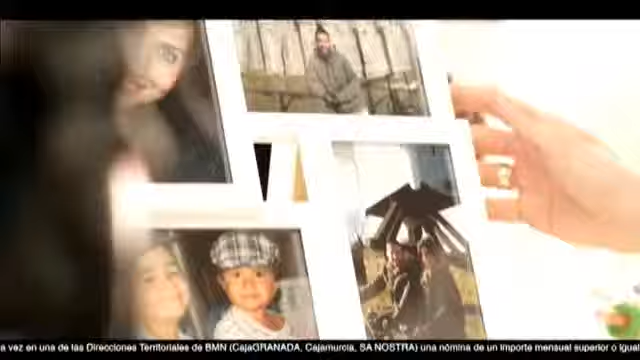 a vez en una de las Direcciones Territoriales de BMN (CajaGRANADA, Cajamurcia, SA NOSTRA) una nómina de un importe mensual superior o igua